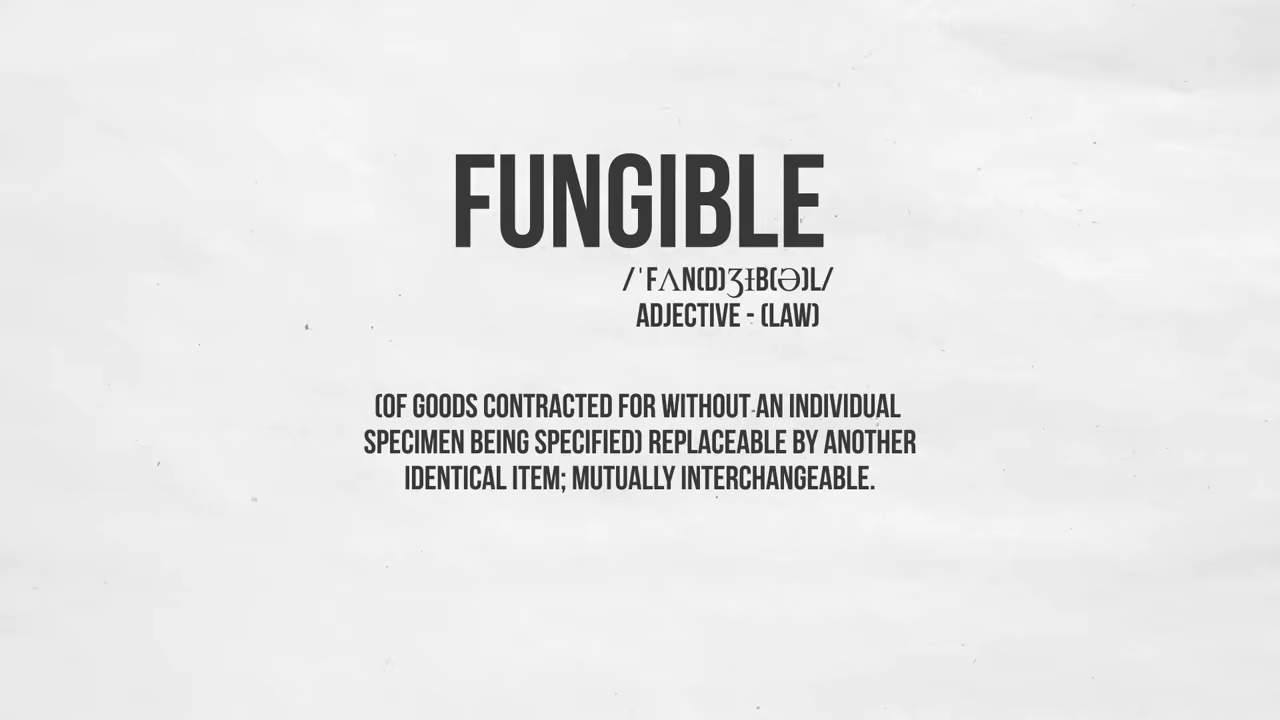 FUNGIBLE
/ˈFɅN(D)ƷƗB(Ə)L/
ADJECTIVE - (LAW)
(OF GOODS CONTRACTED FOR WITHOUT AN INDIVIDUAL
SPECIMEN BEING SPECIFIED) REPLACEABLE BY ANOTHER
IDENTICAL ITEM; MUTUALLY INTERCHANGEABLE.